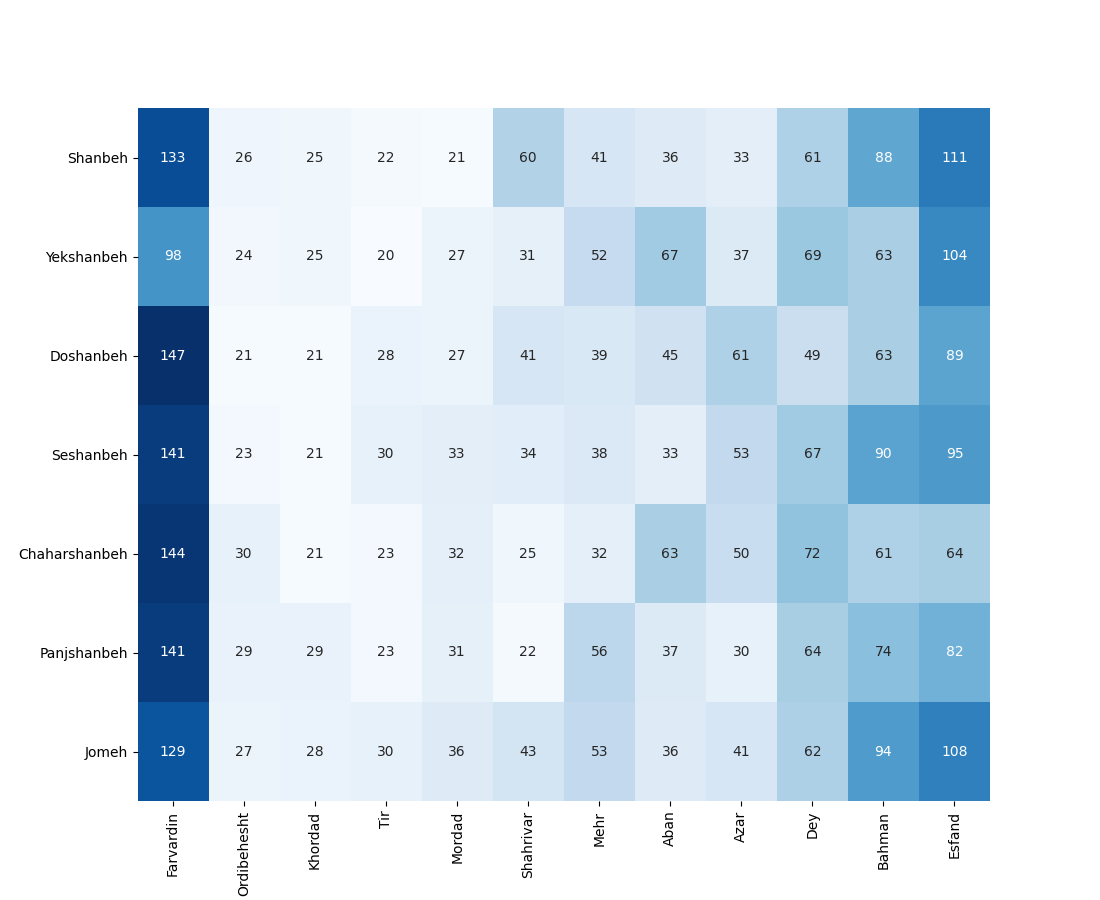 Shanbeh 133 26 25 22 21 60 41 36 33 61 88 111
Yekshanbeh 98 24 25 20 27 31 52 67 37 69 63 104
Doshanbeh 147 21 21 28 27 41 39 45 61 49 63 89
Seshanbeh 141 23 21 30 33 34 38 33 53 67 90 95
Chaharshanbeh 144 30 21 23 32 25 32 63 50 72 61 64
Panjshanbeh 141 29 29 23 31 22 56 37 30 64 74 82
Jomeh 129 27 28 30 36 43 53 36 41 62 94 108
Farvardin Ordibehesht Khordad Tir Mordad Shahrivar Mehr Aban Azar Dey Bahman Esfand